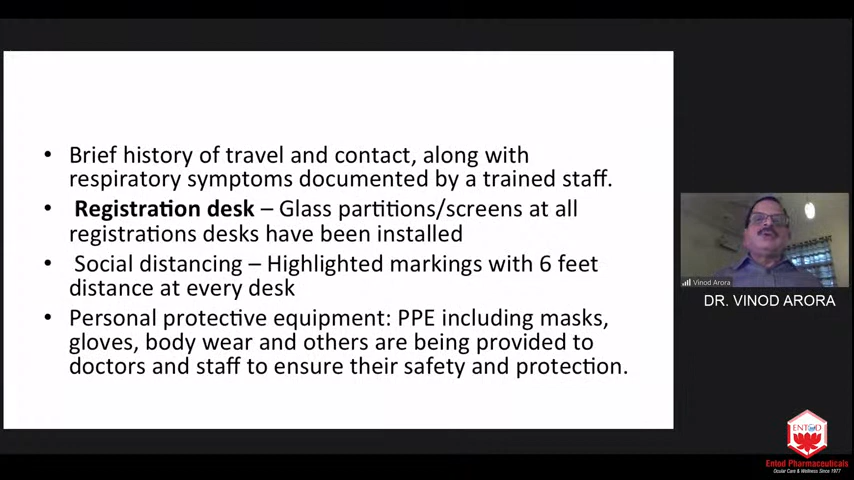 • Brief history of travel and contact, along with
respiratory symptoms documented by a trained staff.
• Registration desk – Glass partitions/screens at all
registrations desks have been installed
• Social distancing – Highlighted markings with 6 feet
distance at every desk
• Personal protective equipment: PPE including masks,
gloves, body wear and others are being provided to
doctors and staff to ensure their safety and protection.
Vinod Arora
DR. VINOD ARORA
ENTOD
Entod Pharmaceuticals
Ocular Care & Wellness Since 1977